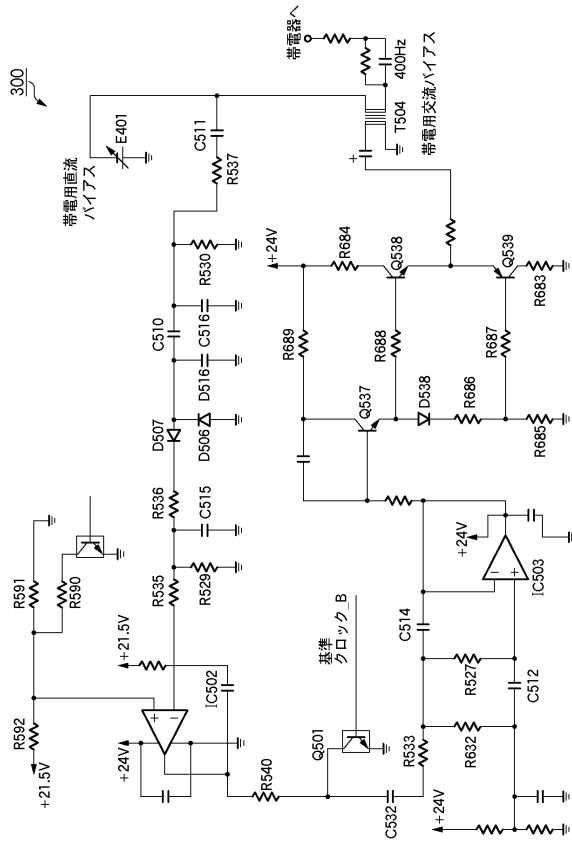 300
帯電用直流
バイアス
E401
C511
R537
帯電器へ
400Hz
T504
帯電用交流バイアス
R530
C510
C516
D516
D507
D506
R536
C515
R535
R529
+24V
R684
Q538
Q539
R683
R689
R688
R687
Q537
D538
R686
R685
R591
R590
R592
+21.5V
+21.5V
+24V
IC502
R540
Q501
基準
クロック_B
C532
R533
C514
R527
R632
C512
+24V
IC503
+24V
+
+
−
−
+